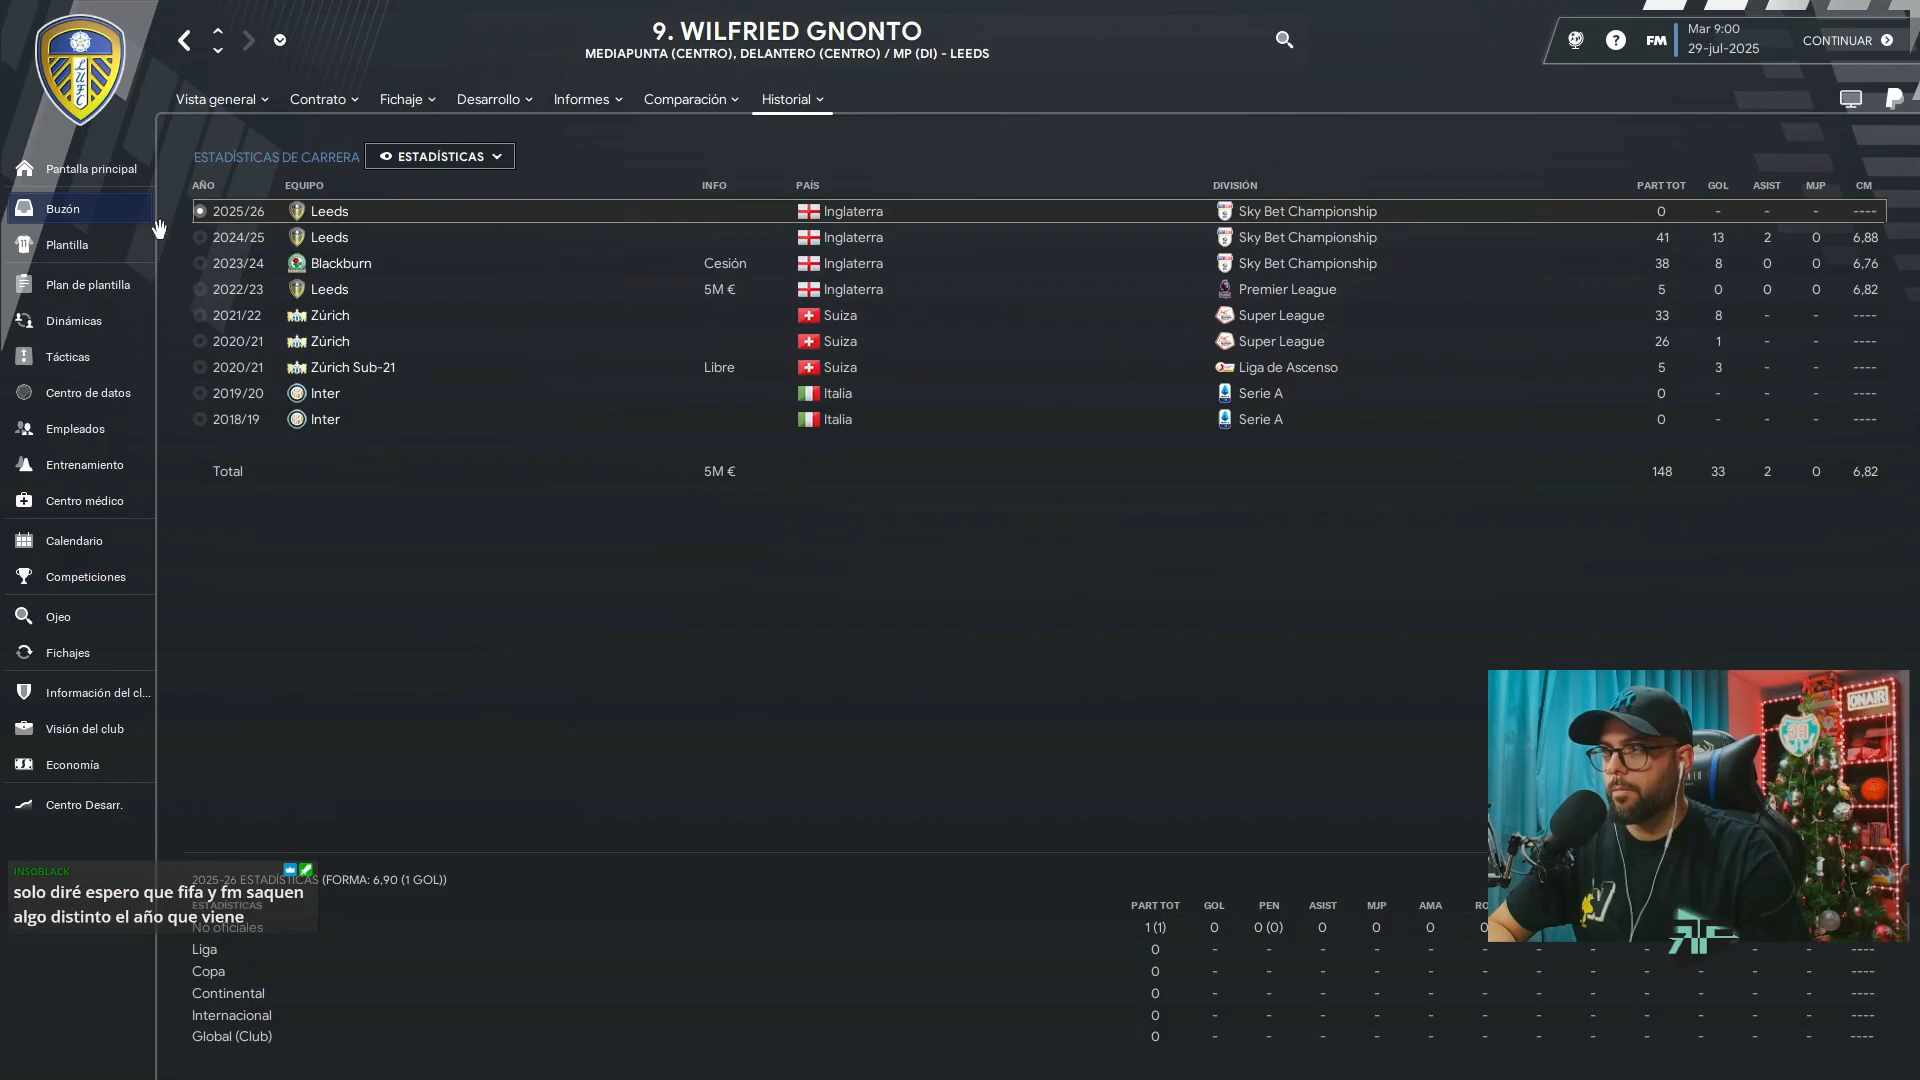 9. WILFRIED GNONTO
MEDIAPUNTA (CENTRO), DELANTERO (CENTRO) / MP (DI) - LEEDS
FM
Mar 9:00
29-jul-2025
CONTINUAR
Vista general Contrato Fichaje Desarrollo Informes Comparación Historial
Pantalla principal
Buzón
Plantilla
Plan de plantilla
Dinámicas
Tácticas
Centro de datos
Empleados
Entrenamiento
Centro médico
Calendario
Competiciones
Ojeo
Fichajes
Información del cl...
Visión del club
Economía
Centro Desarr.
ESTADÍSTICAS DE CARRERA ESTADÍSTICAS
AÑO EQUIPO INFO PAÍS DIVISIÓN PART TOT GOL ASIST MJP CM
2025/26 Leeds Inglaterra Sky Bet Championship 0 - - - ----
2024/25 Leeds Inglaterra Sky Bet Championship 41 13 2 0 6,88
2023/24 Blackburn Cesión Inglaterra Sky Bet Championship 38 8 0 0 6,76
2022/23 Leeds 5M € Inglaterra Premier League 5 0 0 0 6,82
2021/22 Zúrich Suiza Super League 33 8 - - ----
2020/21 Zúrich Suiza Super League 26 1 - - ----
2020/21 Zúrich Sub-21 Libre Suiza Liga de Ascenso 5 3 - - ----
2019/20 Inter Italia Serie A 0 - - - ----
2018/19 Inter Italia Serie A 0 - - - ----
Total 5M € 148 33 2 0 6,82
ON AIR
INSOBLACK
solo diré espero que fifa y fm saquen
algo distinto el año que viene
2025-26 ESTADÍSTICAS (FORMA: 6,90 (1 GOL))
ESTADÍSTICAS PART TOT GOL PEN ASIST MJP AMA
No oficiales 1 (1) 0 0 (0) 0 0 0 0
Liga 0 - - - - - - - - - - - - ----
Copa 0 - - - - - - - - - - - - ----
Continental 0 - - - - - - - - - - - - ----
Internacional 0 - - - - - - - - - - - - ----
Global (Club) 0 - - - - - - - - - - - - ----